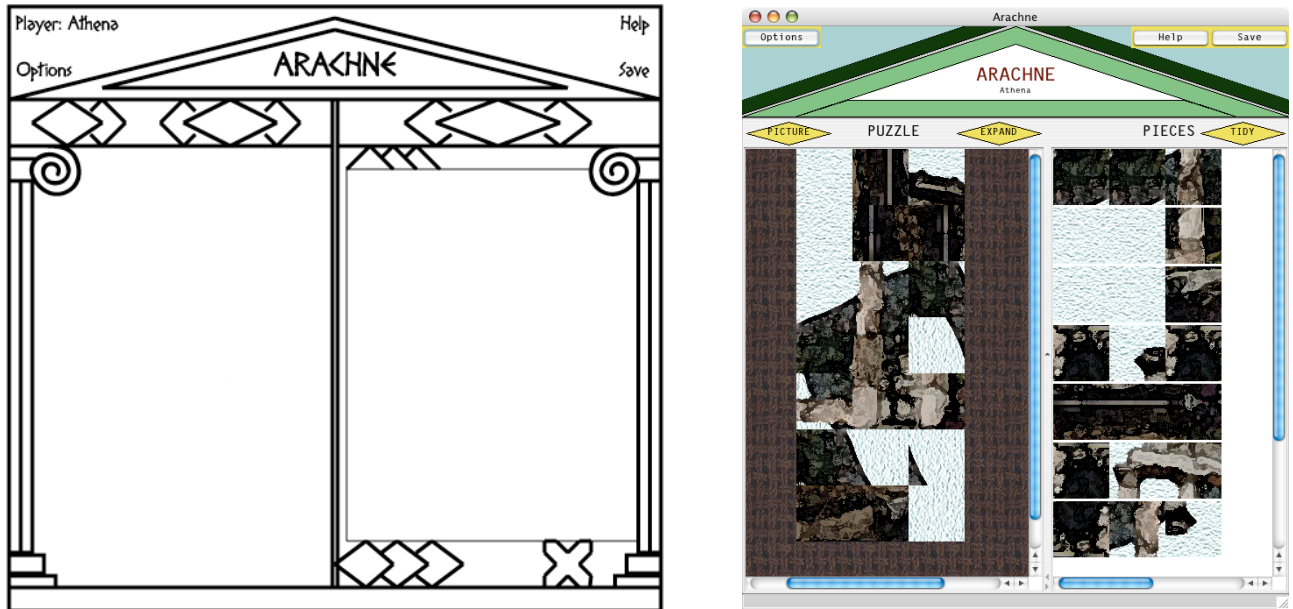 Player: Athena
Help
ARACHNE
Options
Save
Arachne
Options
Help
Save
ARACHNE
Athena
PICTURE
PUZZLE
EXPAND
PIECES
TIDY